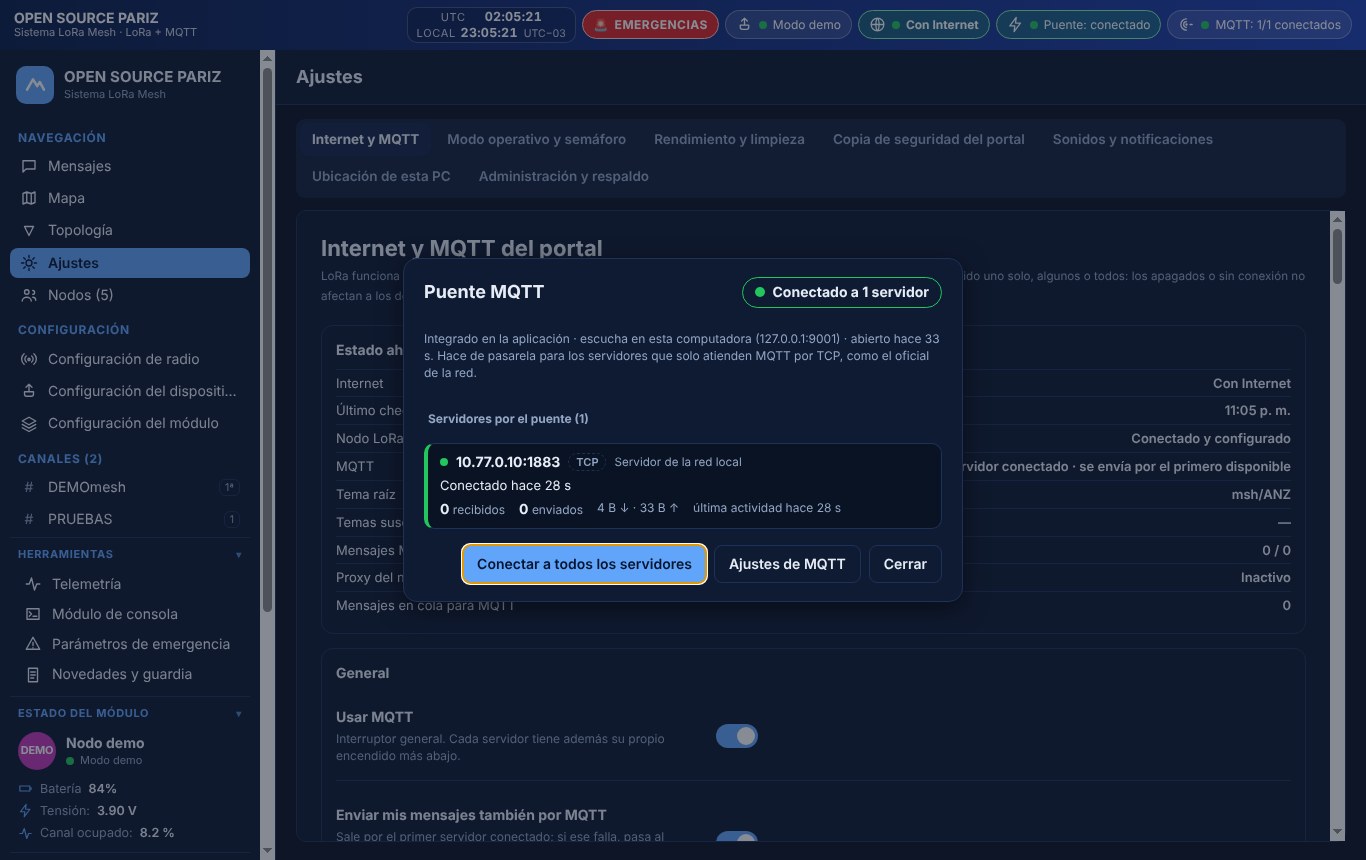 OPEN SOURCE PARIZ
Sistema LoRa Mesh · LoRa + MQTT
UTC 02:05:21
LOCAL 23:05:21 UTC−03
EMERGENCIAS
Modo demo
Con Internet
Puente: conectado
MQTT: 1/1 conectados
OPEN SOURCE PARIZ
Sistema LoRa Mesh
NAVEGACIÓN
Mensajes
Mapa
Topología
Ajustes
Nodos (5)
CONFIGURACIÓN
Configuración de radio
Configuración del dispositi...
Configuración del módulo
CANALES (2)
# DEMOmesh 1ª
# PRUEBAS 1
HERRAMIENTAS
Telemetría
Módulo de consola
Parámetros de emergencia
Novedades y guardia
ESTADO DEL MÓDULO
DEMO
Nodo demo
Modo demo
Batería 84%
Tensión: 3.90 V
Canal ocupado: 8.2 %
Ajustes
Internet y MQTT
Modo operativo y semáforo
Rendimiento y limpieza
Copia de seguridad del portal
Sonidos y notificaciones
Ubicación de esta PC
Administración y respaldo
Internet y MQTT del portal
LoRa funciona
ido uno solo, algunos o todos: los apagados o sin conexión no
afectan a los d
Estado ah
Internet Con Internet
Último che 11:05 p. m.
Nodo LoRa Conectado y configurado
MQTT rvidor conectado · se envía por el primero disponible
Tema raíz msh/ANZ
Temas sus —
Mensajes M 0 / 0
Proxy del n Inactivo
Mensajes en cola para MQTT 0
Puente MQTT
Conectado a 1 servidor
Integrado en la aplicación · escucha en esta computadora (127.0.0.1:9001) · abierto hace 33
s. Hace de pasarela para los servidores que solo atienden MQTT por TCP, como el oficial
de la red.
Servidores por el puente (1)
10.77.0.10:1883 TCP Servidor de la red local
Conectado hace 28 s
0 recibidos 0 enviados 4 B ↓ · 33 B ↑ última actividad hace 28 s
Conectar a todos los servidores
Ajustes de MQTT
Cerrar
General
Usar MQTT
Interruptor general. Cada servidor tiene además su propio
encendido más abajo.
Enviar mis mensajes también por MQTT
Sale por el primer servidor conectado; si ese falla, pasa al